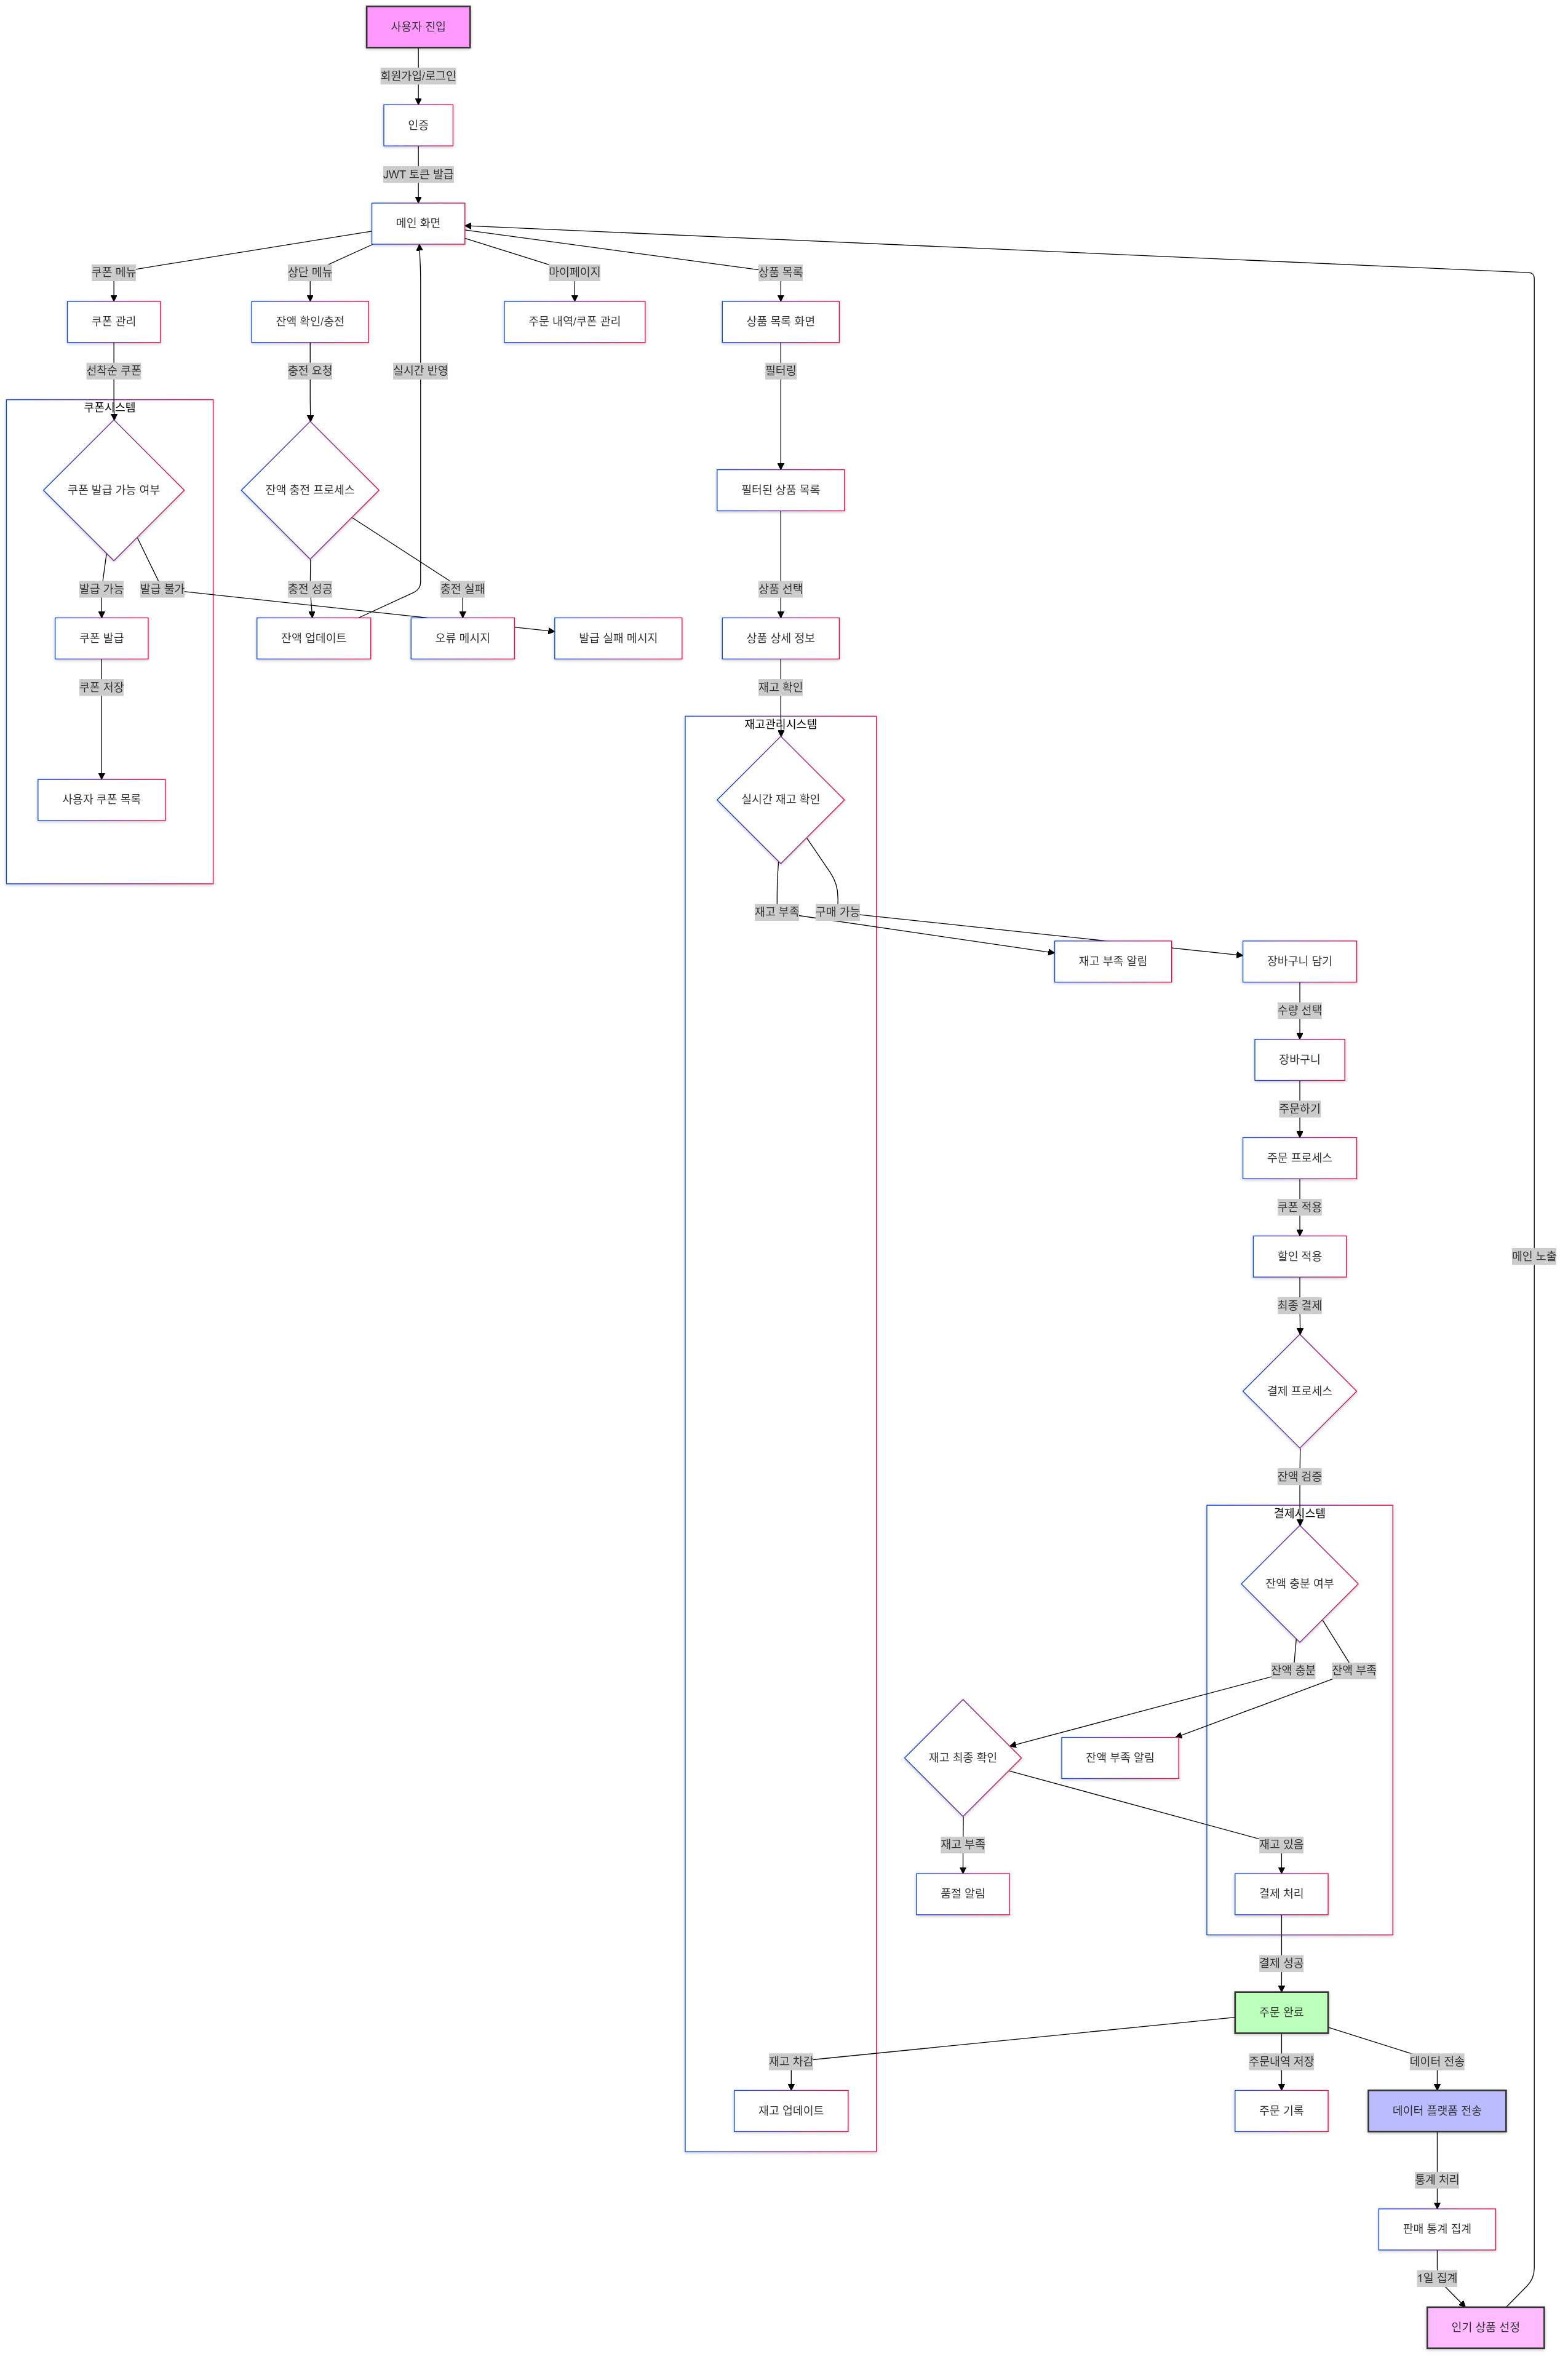 사용자 진입
회원가입/로그인
인증
JWT 토큰 발급
메인 화면
쿠폰 메뉴
상단 메뉴
마이페이지
상품 목록
쿠폰 관리
잔액 확인/충전
주문 내역/쿠폰 관리
상품 목록 화면
선착순 쿠폰
충전 요청
실시간 반영
필터링
쿠폰시스템
쿠폰 발급 가능 여부
잔액 충전 프로세스
필터된 상품 목록
발급 가능
발급 불가
충전 성공
충전 실패
상품 선택
쿠폰 발급
잔액 업데이트
오류 메시지
발급 실패 메시지
상품 상세 정보
쿠폰 저장
재고 확인
재고관리시스템
사용자 쿠폰 목록
실시간 재고 확인
재고 부족
구매 가능
재고 부족 알림
장바구니 담기
수량 선택
장바구니
주문하기
주문 프로세스
쿠폰 적용
할인 적용
메인 노출
최종 결제
결제 프로세스
잔액 검증
결제시스템
잔액 충분 여부
잔액 충분
잔액 부족
재고 최종 확인
잔액 부족 알림
재고 부족
재고 있음
품절 알림
결제 처리
결제 성공
주문 완료
재고 차감
주문내역 저장
데이터 전송
재고 업데이트
주문 기록
데이터 플랫폼 전송
통계 처리
판매 통계 집계
1일 집계
인기 상품 선정